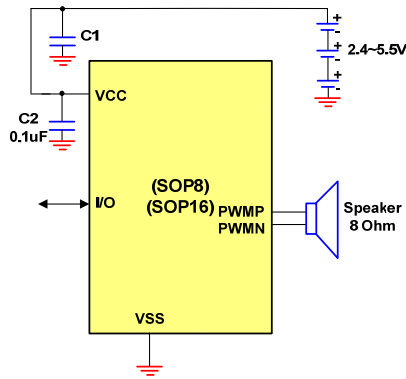 +
-
+
-
+
-
2.4~5.5V
C1
VCC
C2
0.1uF
I/O
(SOP8)
(SOP16)
PWMP
PWMN
Speaker
8 Ohm
VSS